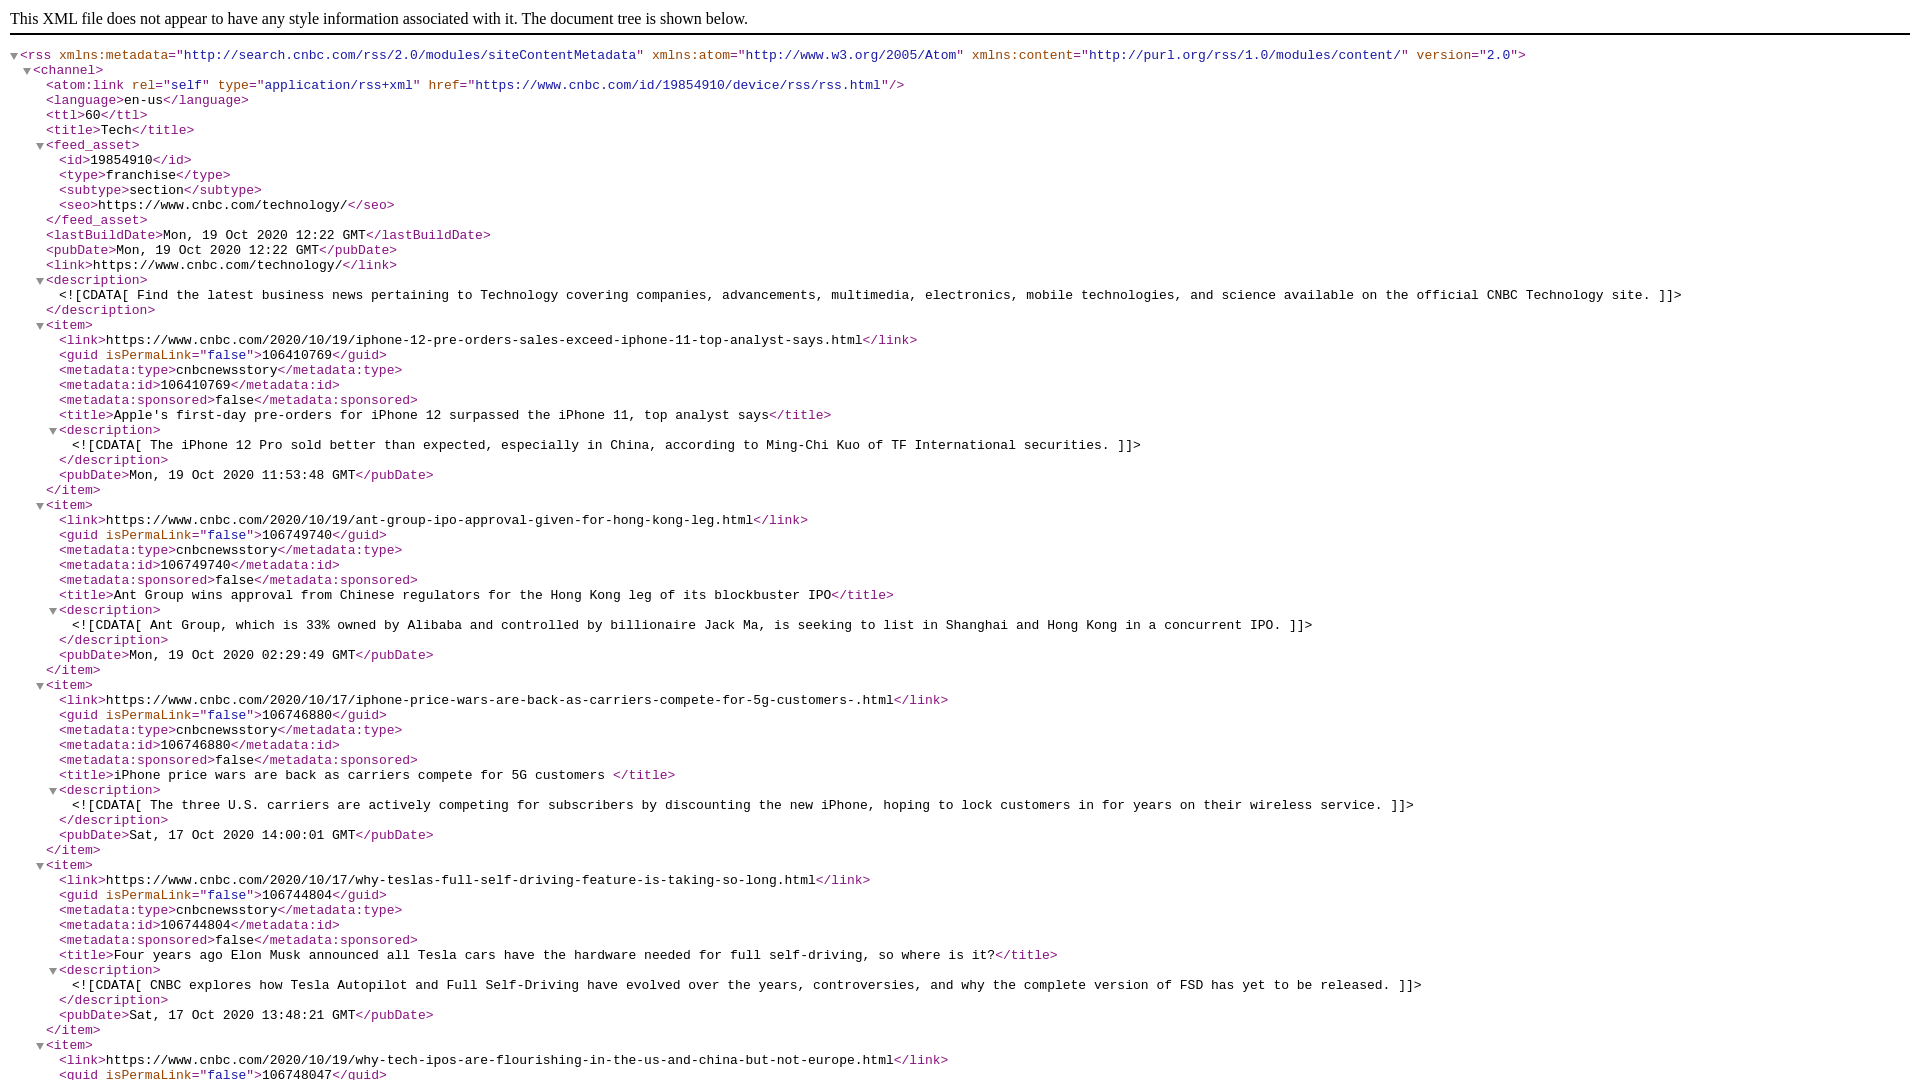 This XML file does not appear to have any style information associated with it. The document tree is shown below.
<rss xmlns:metadata="http://search.cnbc.com/rss/2.0/modules/siteContentMetadata" xmlns:atom="http://www.w3.org/2005/Atom" xmlns:content="http://purl.org/rss/1.0/modules/content/" version="2.0">
<channel>
<atom:link rel="self" type="application/rss+xml" href="https://www.cnbc.com/id/19854910/device/rss/rss.html"/>
<language>en-us</language>
<ttl>60</ttl>
<title>Tech</title>
<feed_asset>
<id>19854910</id>
<type>franchise</type>
<subtype>section</subtype>
<seo>https://www.cnbc.com/technology/</seo>
</feed_asset>
<lastBuildDate>Mon, 19 Oct 2020 12:22 GMT</lastBuildDate>
<pubDate>Mon, 19 Oct 2020 12:22 GMT</pubDate>
<link>https://www.cnbc.com/technology/</link>
<description>
<![CDATA[ Find the latest business news pertaining to Technology covering companies, advancements, multimedia, electronics, mobile technologies, and science available on the official CNBC Technology site. ]]>
</description>
<item>
<link>https://www.cnbc.com/2020/10/19/iphone-12-pre-orders-sales-exceed-iphone-11-top-analyst-says.html</link>
<guid isPermaLink="false">106410769</guid>
<metadata:type>cnbcnewsstory</metadata:type>
<metadata:id>106410769</metadata:id>
<metadata:sponsored>false</metadata:sponsored>
<title>Apple's first-day pre-orders for iPhone 12 surpassed the iPhone 11, top analyst says</title>
<description>
<![CDATA[ The iPhone 12 Pro sold better than expected, especially in China, according to Ming-Chi Kuo of TF International securities. ]]>
</description>
<pubDate>Mon, 19 Oct 2020 11:53:48 GMT</pubDate>
</item>
<item>
<link>https://www.cnbc.com/2020/10/19/ant-group-ipo-approval-given-for-hong-kong-leg.html</link>
<guid isPermaLink="false">106749740</guid>
<metadata:type>cnbcnewsstory</metadata:type>
<metadata:id>106749740</metadata:id>
<metadata:sponsored>false</metadata:sponsored>
<title>Ant Group wins approval from Chinese regulators for the Hong Kong leg of its blockbuster IPO</title>
<description>
<![CDATA[ Ant Group, which is 33% owned by Alibaba and controlled by billionaire Jack Ma, is seeking to list in Shanghai and Hong Kong in a concurrent IPO. ]]>
</description>
<pubDate>Mon, 19 Oct 2020 02:29:49 GMT</pubDate>
</item>
<item>
<link>https://www.cnbc.com/2020/10/17/iphone-price-wars-are-back-as-carriers-compete-for-5g-customers-.html</link>
<guid isPermaLink="false">106746880</guid>
<metadata:type>cnbcnewsstory</metadata:type>
<metadata:id>106746880</metadata:id>
<metadata:sponsored>false</metadata:sponsored>
<title>iPhone price wars are back as carriers compete for 5G customers </title>
<description>
<![CDATA[ The three U.S. carriers are actively competing for subscribers by discounting the new iPhone, hoping to lock customers in for years on their wireless service. ]]>
</description>
<pubDate>Sat, 17 Oct 2020 14:00:01 GMT</pubDate>
</item>
<item>
<link>https://www.cnbc.com/2020/10/17/why-teslas-full-self-driving-feature-is-taking-so-long.html</link>
<guid isPermaLink="false">106744804</guid>
<metadata:type>cnbcnewsstory</metadata:type>
<metadata:id>106744804</metadata:id>
<metadata:sponsored>false</metadata:sponsored>
<title>Four years ago Elon Musk announced all Tesla cars have the hardware needed for full self-driving, so where is it?</title>
<description>
<![CDATA[ CNBC explores how Tesla Autopilot and Full Self-Driving have evolved over the years, controversies, and why the complete version of FSD has yet to be released. ]]>
</description>
<pubDate>Sat, 17 Oct 2020 13:48:21 GMT</pubDate>
</item>
<item>
<link>https://www.cnbc.com/2020/10/19/why-tech-ipos-are-flourishing-in-the-us-and-china-but-not-europe.html</link>
<guid isPermaLink="false">106748047</guid>